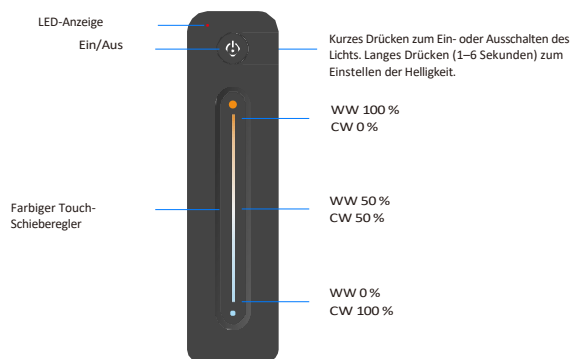 LED-Anzeige
Ein/Aus
Kurzes Drücken zum Ein- oder Ausschalten des
Lichts. Langes Drücken (1–6 Sekunden) zum
Einstellen der Helligkeit.
WW 100 %
CW 0 %
Farbiger Touch-
Schieberegler
WW 50 %
CW 50 %
WW 0 %
CW 100 %